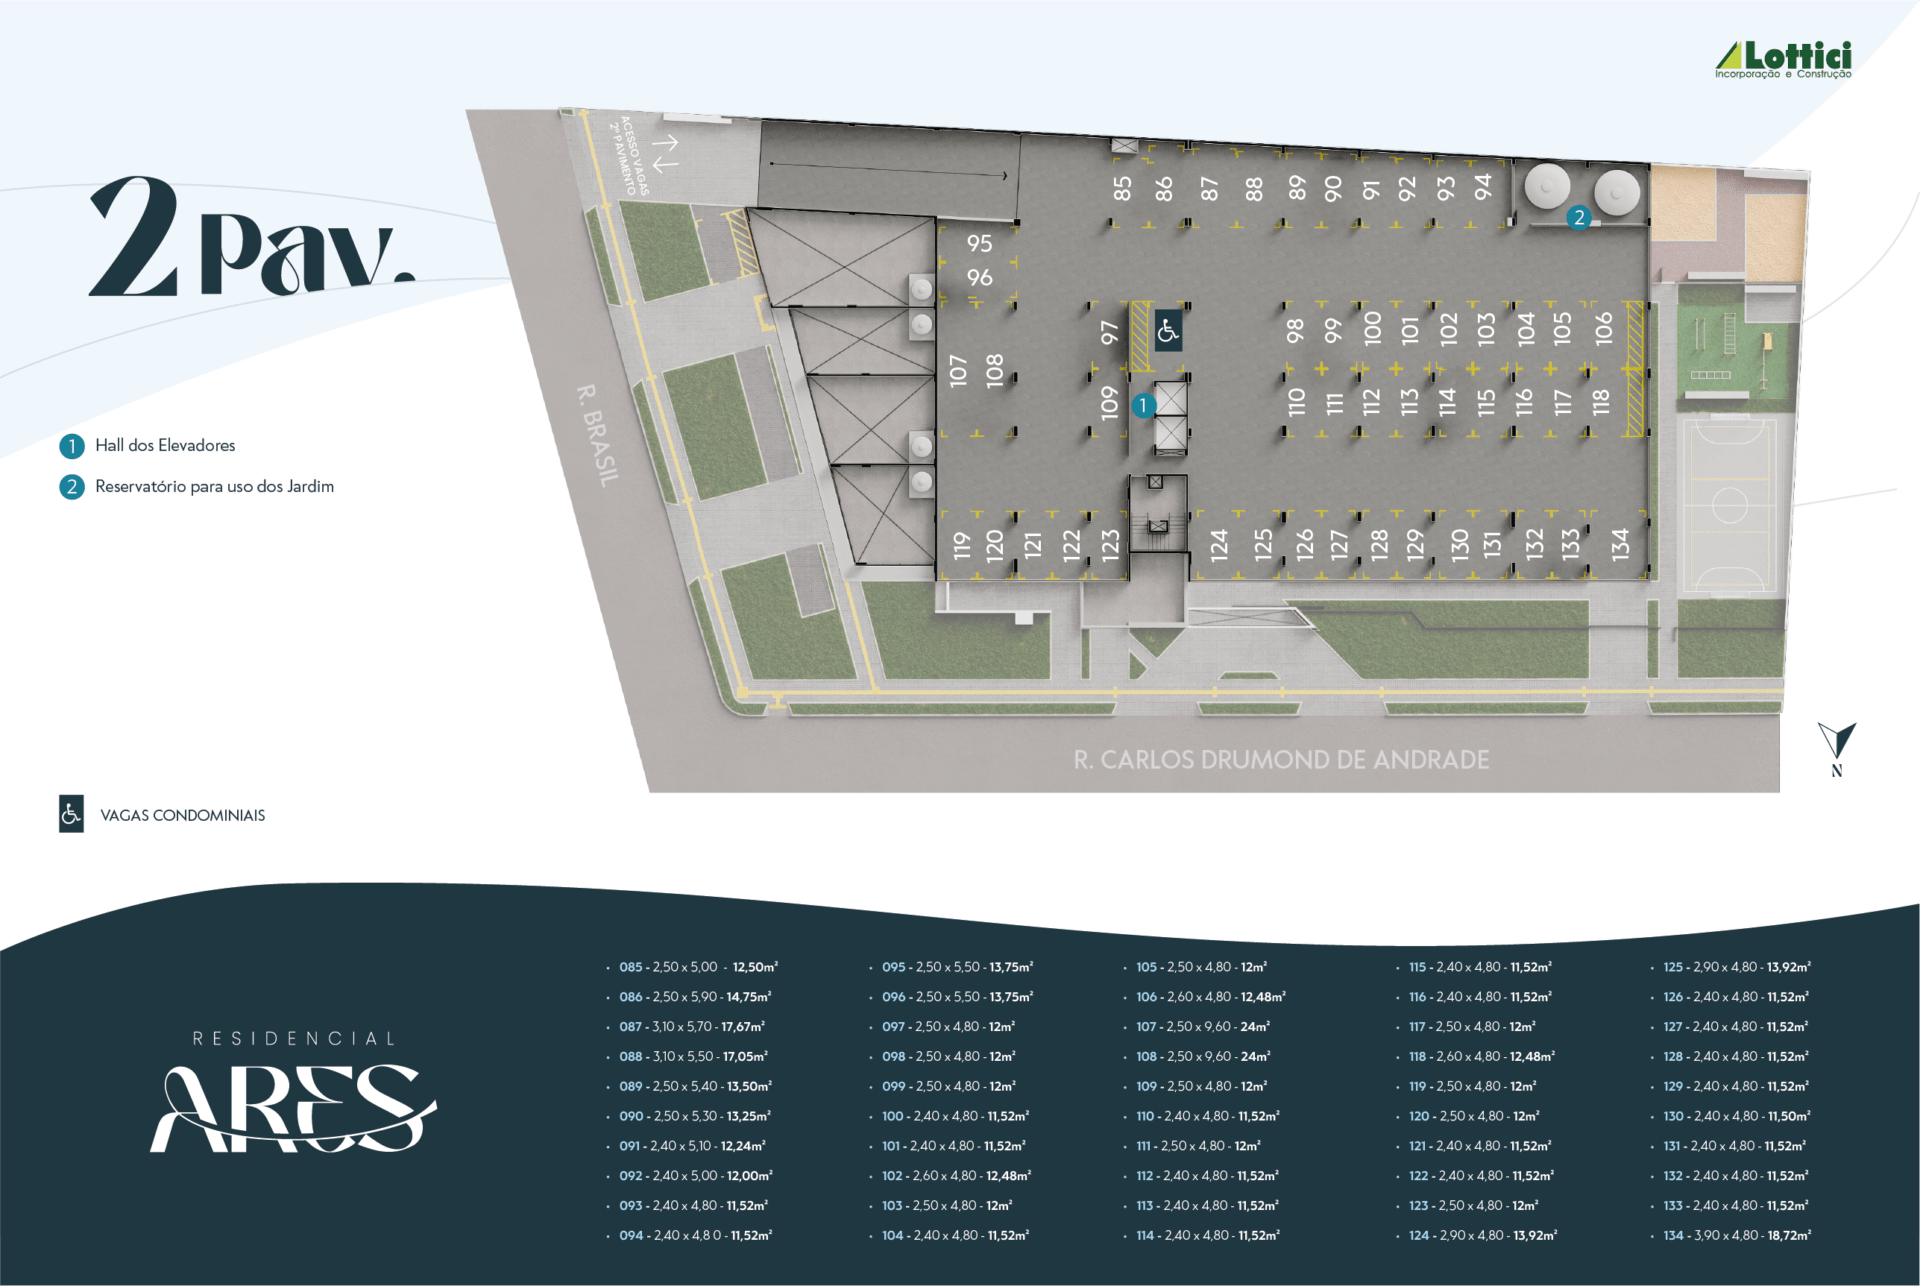 Lottici
Incorporação e Construção
2 Pav.
1 Hall dos Elevadores
2 Reservatório para uso dos Jardim
ACESSO VAGAS
2º PAVIMENTO
R. BRASIL
85 86 87 88 89 90 91 92 93 94
2
95
96
97 98 99 100 101 102 103 104 105 106
107 108
109 1 110 111 112 113 114 115 116 117 118
119 120 121 122 123 124 125 126 127 128 129 130 131 132 133 134
R. CARLOS DRUMOND DE ANDRADE
N
VAGAS CONDOMINIAIS
RESIDENCIAL
ARES
• 085 - 2,50 x 5,00 - 12,50m²
• 086 - 2,50 x 5,90 - 14,75m²
• 087 - 3,10 x 5,70 - 17,67m²
• 088 - 3,10 x 5,50 - 17,05m²
• 089 - 2,50 x 5,40 - 13,50m²
• 090 - 2,50 x 5,30 - 13,25m²
• 091 - 2,40 x 5,10 - 12,24m²
• 092 - 2,40 x 5,00 - 12,00m²
• 093 - 2,40 x 4,80 - 11,52m²
• 094 - 2,40 x 4,8 0 - 11,52m²
• 095 - 2,50 x 5,50 - 13,75m²
• 096 - 2,50 x 5,50 - 13,75m²
• 097 - 2,50 x 4,80 - 12m²
• 098 - 2,50 x 4,80 - 12m²
• 099 - 2,50 x 4,80 - 12m²
• 100 - 2,40 x 4,80 - 11,52m²
• 101 - 2,40 x 4,80 - 11,52m²
• 102 - 2,60 x 4,80 - 12,48m²
• 103 - 2,50 x 4,80 - 12m²
• 104 - 2,40 x 4,80 - 11,52m²
• 105 - 2,50 x 4,80 - 12m²
• 106 - 2,60 x 4,80 - 12,48m²
• 107 - 2,50 x 9,60 - 24m²
• 108 - 2,50 x 9,60 - 24m²
• 109 - 2,50 x 4,80 - 12m²
• 110 - 2,40 x 4,80 - 11,52m²
• 111 - 2,50 x 4,80 - 12m²
• 112 - 2,40 x 4,80 - 11,52m²
• 113 - 2,40 x 4,80 - 11,52m²
• 114 - 2,40 x 4,80 - 11,52m²
• 115 - 2,40 x 4,80 - 11,52m²
• 116 - 2,40 x 4,80 - 11,52m²
• 117 - 2,50 x 4,80 - 12m²
• 118 - 2,60 x 4,80 - 12,48m²
• 119 - 2,50 x 4,80 - 12m²
• 120 - 2,50 x 4,80 - 12m²
• 121 - 2,40 x 4,80 - 11,52m²
• 122 - 2,40 x 4,80 - 11,52m²
• 123 - 2,50 x 4,80 - 12m²
• 124 - 2,90 x 4,80 - 13,92m²
• 125 - 2,90 x 4,80 - 13,92m²
• 126 - 2,40 x 4,80 - 11,52m²
• 127 - 2,40 x 4,80 - 11,52m²
• 128 - 2,40 x 4,80 - 11,52m²
• 129 - 2,40 x 4,80 - 11,52m²
• 130 - 2,40 x 4,80 - 11,50m²
• 131 - 2,40 x 4,80 - 11,52m²
• 132 - 2,40 x 4,80 - 11,52m²
• 133 - 2,40 x 4,80 - 11,52m²
• 134 - 3,90 x 4,80 - 18,72m²